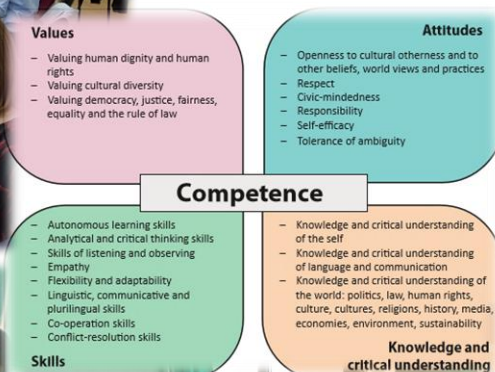 Values
– Valuing human dignity and human
rights
– Valuing cultural diversity
– Valuing democracy, justice, fairness,
equality and the rule of law
Attitudes
– Openness to cultural otherness and to
other beliefs, world views and practices
– Respect
– Civic-mindedness
– Responsibility
– Self-efficacy
– Tolerance of ambiguity
Competence
– Autonomous learning skills
– Analytical and critical thinking skills
– Skills of listening and observing
– Empathy
– Flexibility and adaptability
– Linguistic, communicative and
plurilingual skills
– Co-operation skills
– Conflict-resolution skills
Skills
– Knowledge and critical understanding
of the self
– Knowledge and critical understanding
of language and communication
– Knowledge and critical understanding of
the world: politics, law, human rights,
culture, cultures, religions, history, media,
economies, environment, sustainability
Knowledge and
critical understanding